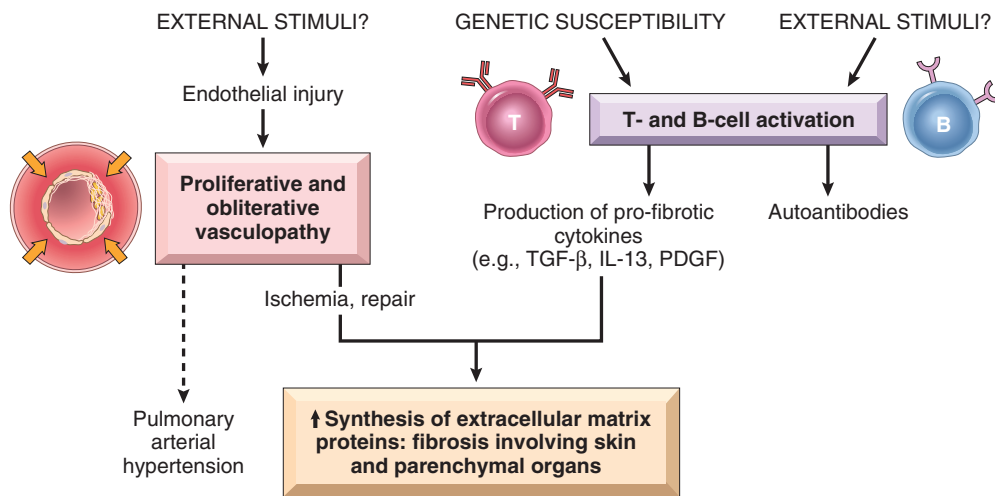 EXTERNAL STIMULI?
GENETIC SUSCEPTIBILITY
EXTERNAL STIMULI?
Endothelial injury
T
T- and B-cell activation
B
Proliferative and
obliterative
vasculopathy
Production of pro-fibrotic
cytokines
(e.g., TGF-β, IL-13, PDGF)
Autoantibodies
Ischemia, repair
Pulmonary
arterial
hypertension
⬆ Synthesis of extracellular matrix
proteins: fibrosis involving skin
and parenchymal organs